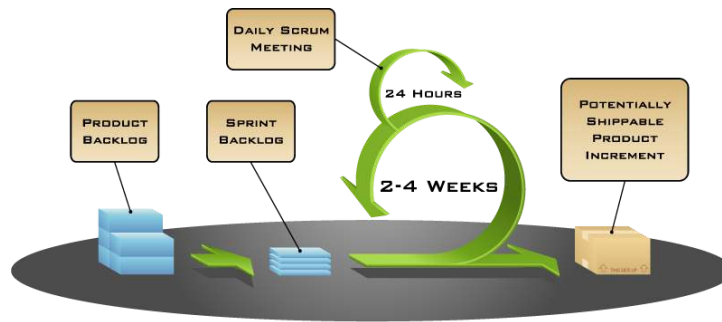 DAILY SCRUM
MEETING
24 HOURS
PRODUCT
BACKLOG
SPRINT
BACKLOG
POTENTIALLY
SHIPPABLE
PRODUCT
INCREMENT
2-4 WEEKS